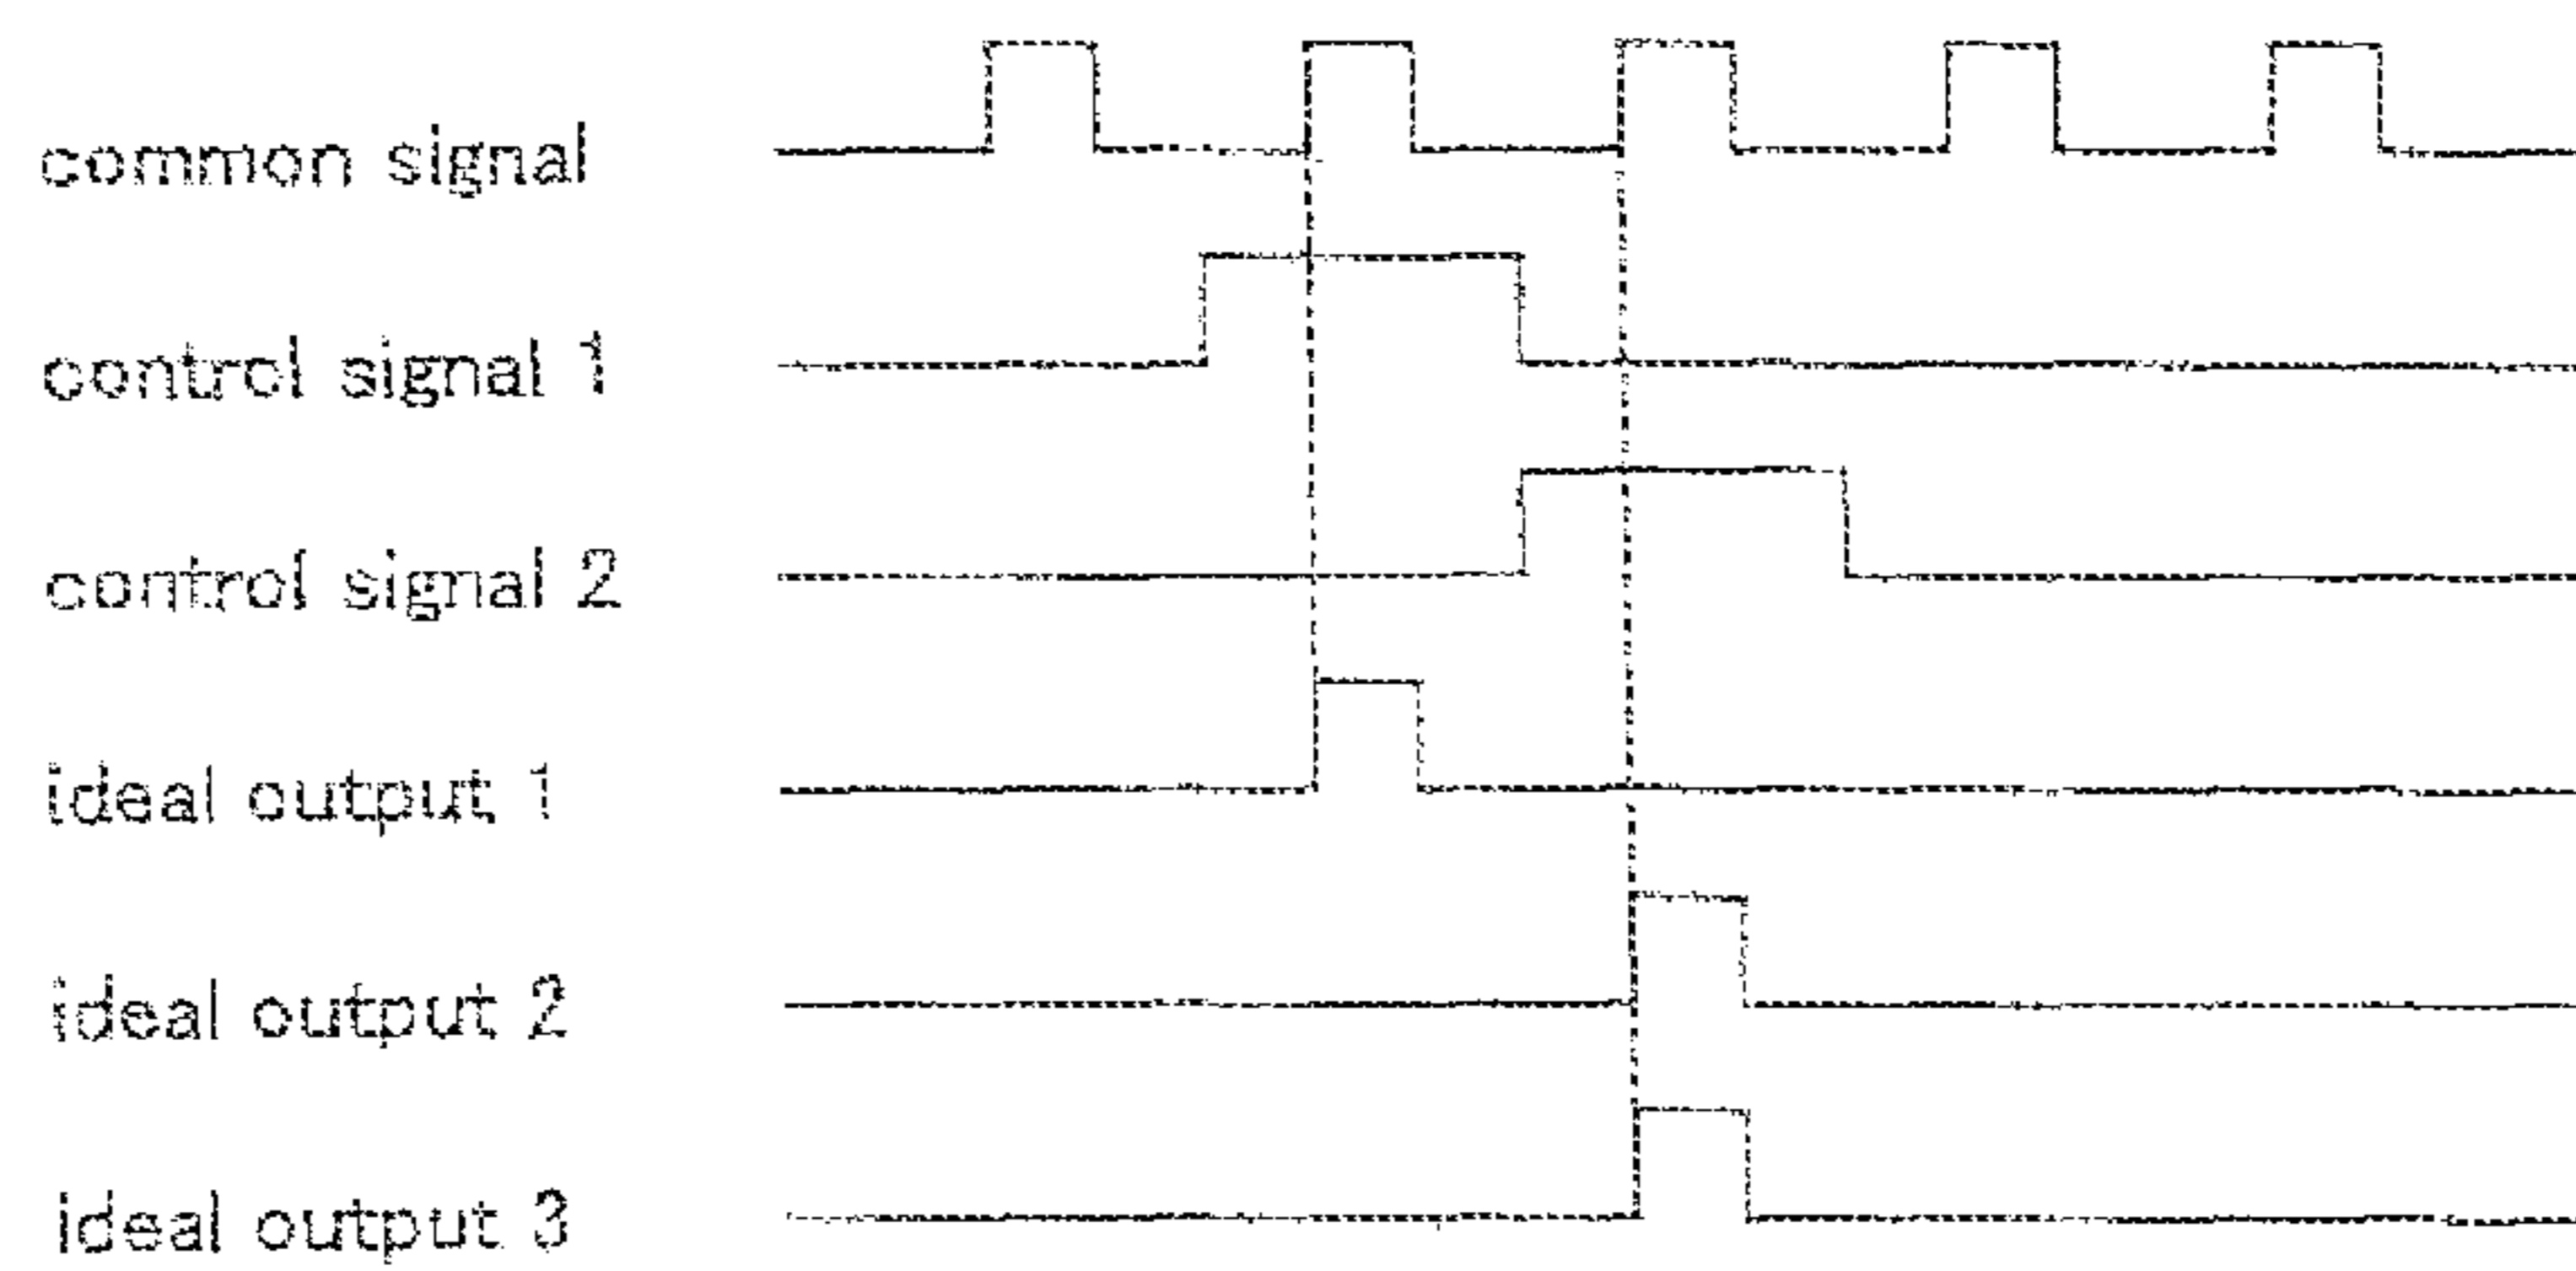 common signal
control signal 1
control signal 2
ideal output 1
ideal output 2
ideal output 3